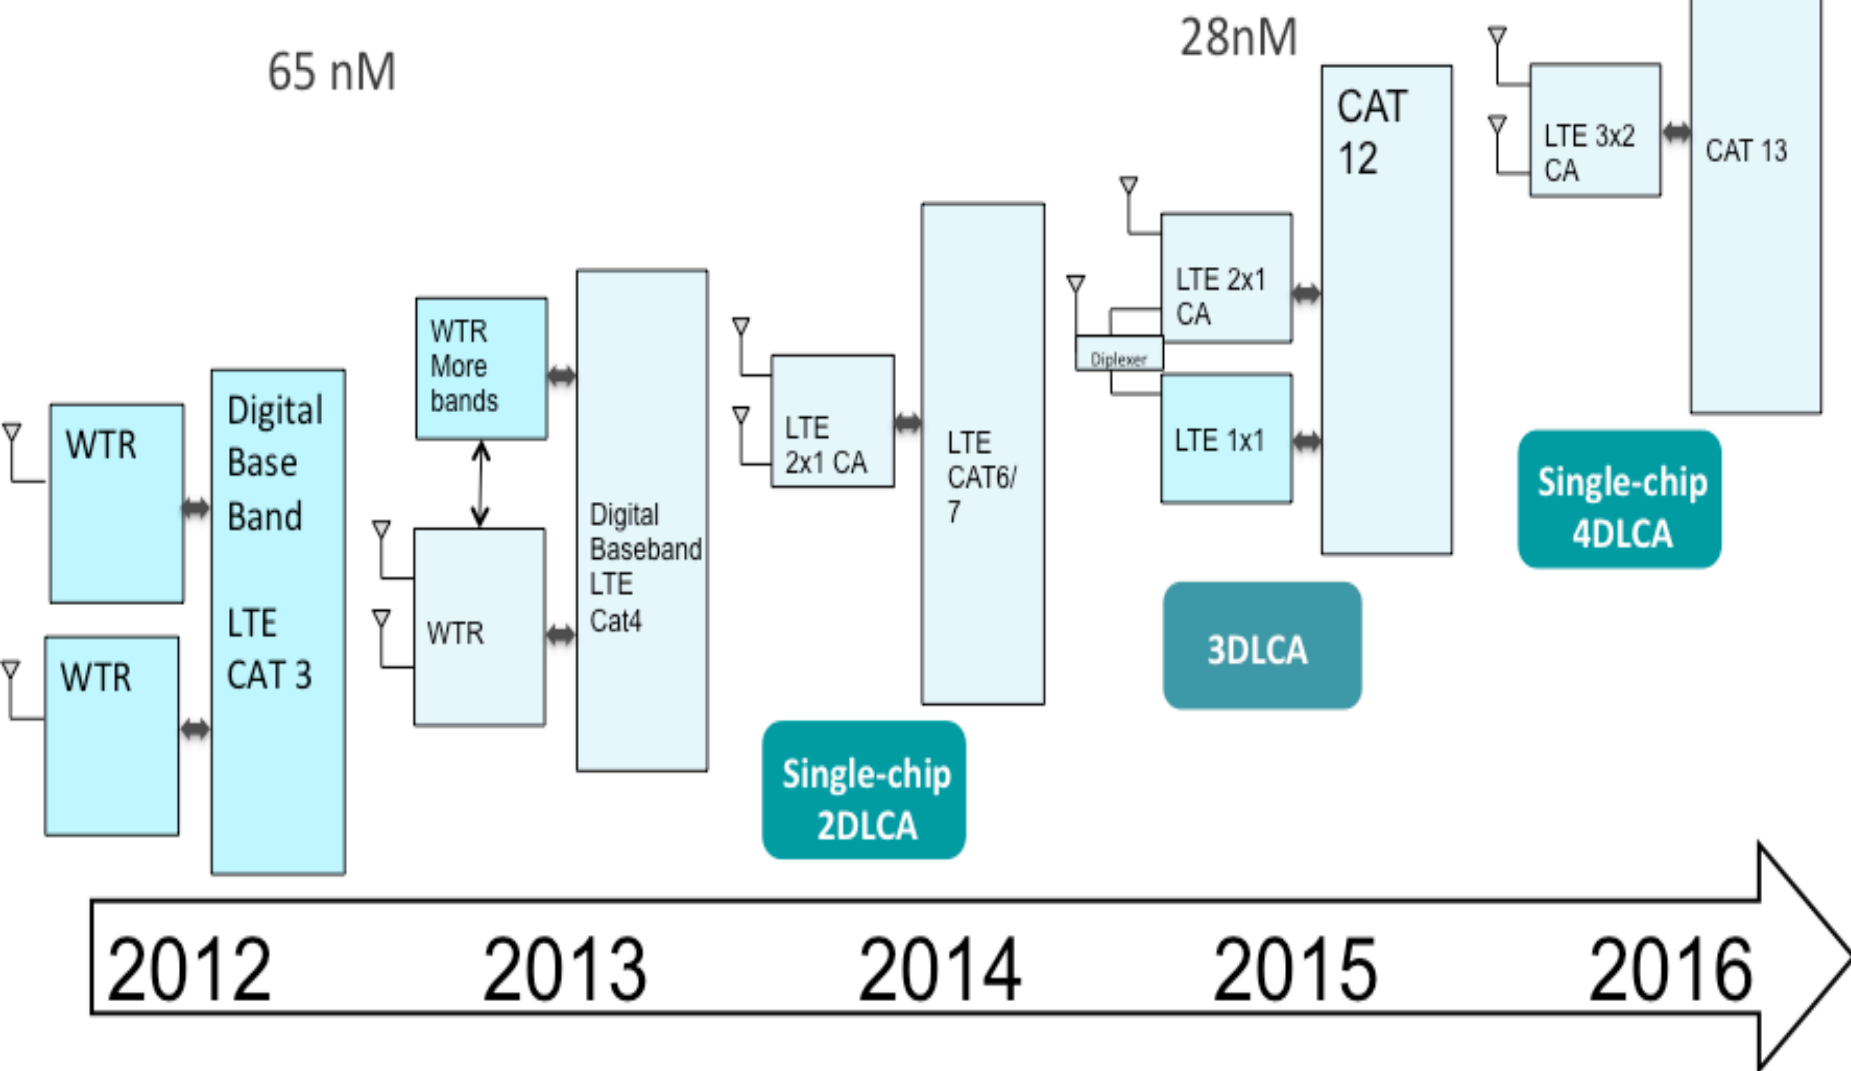 65 nM
28nM
WTR
WTR
Digital
Base
Band
LTE
CAT 3
WTR
More
bands
WTR
Digital
Baseband
LTE
Cat4
LTE
2x1 CA
LTE
CAT6/
7
Single-chip
2DLCA
LTE 2x1
CA
Diplexer
LTE 1x1
CAT
12
3DLCA
LTE 3x2
CA
CAT 13
Single-chip
4DLCA
2012
2013
2014
2015
2016